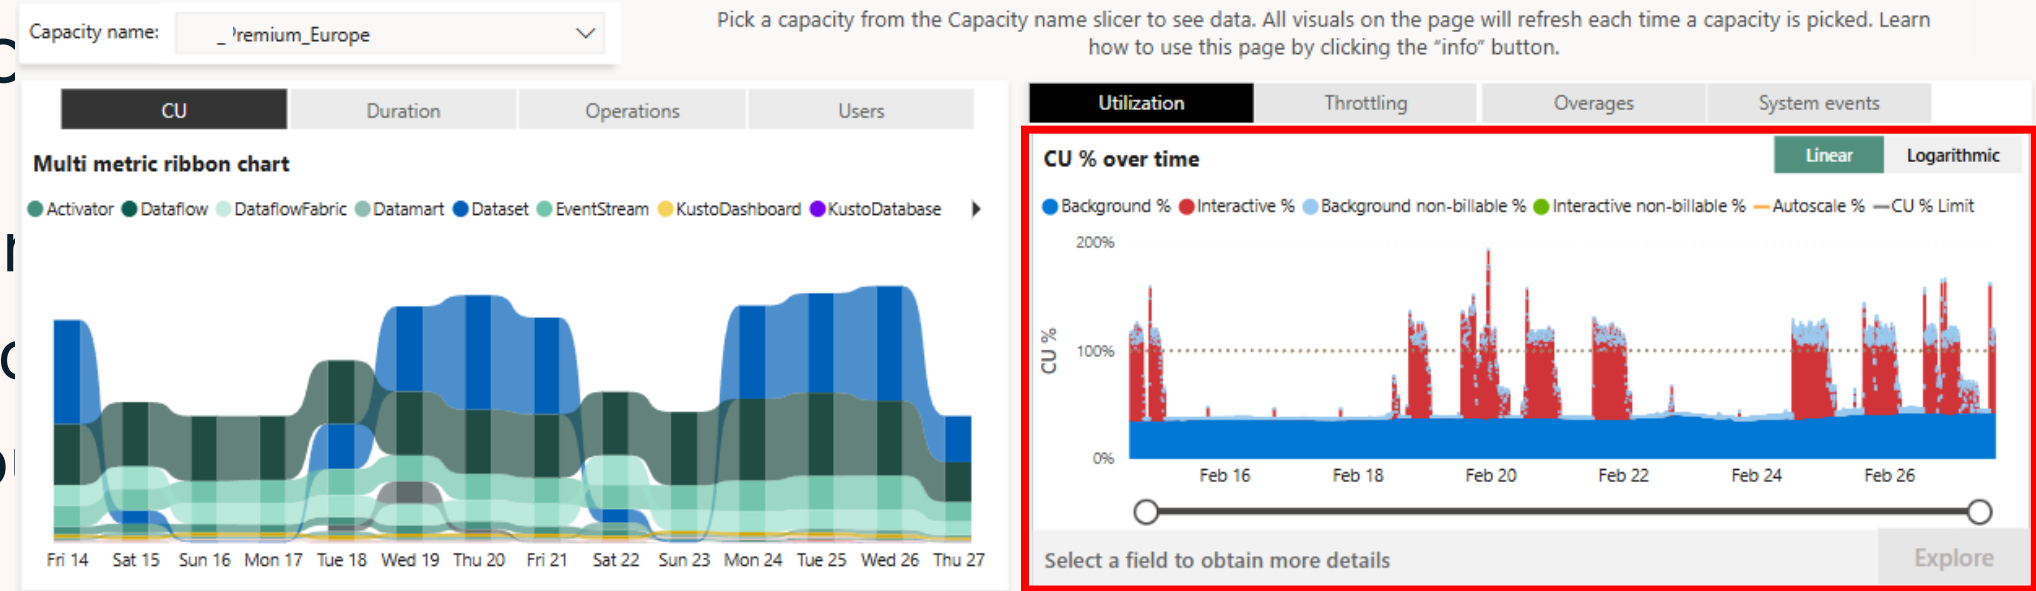 Capacity name:
_ Premium_Europe
Pick a capacity from the Capacity name slicer to see data. All visuals on the page will refresh each time a capacity is picked. Learn
how to use this page by clicking the "info" button.
CU Duration Operations Users
Multi metric ribbon chart
Activator Dataflow DataflowFabric Datamart Dataset EventStream KustoDashboard KustoDatabase
Fri 14 Sat 15 Sun 16 Mon 17 Tue 18 Wed 19 Thu 20 Fri 21 Sat 22 Sun 23 Mon 24 Tue 25 Wed 26 Thu 27
Utilization Throttling Overages System events
CU % over time
Linear Logarithmic
Background % Interactive % Background non-billable % Interactive non-billable % Autoscale % CU % Limit
CU %
200%
100%
0%
Feb 16 Feb 18 Feb 20 Feb 22 Feb 24 Feb 26
Select a field to obtain more details
Explore